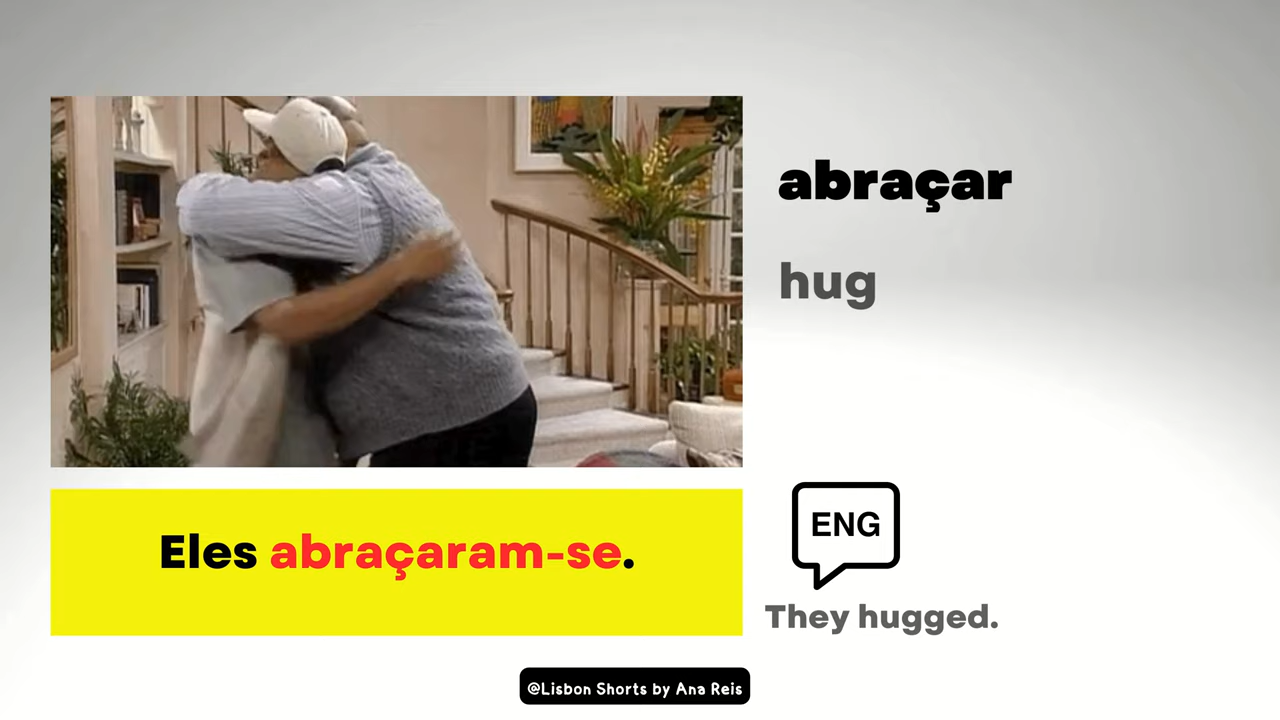 abraçar
hug
Eles abraçaram-se.
ENG
They hugged.
@Lisbon Shorts by Ana Reis